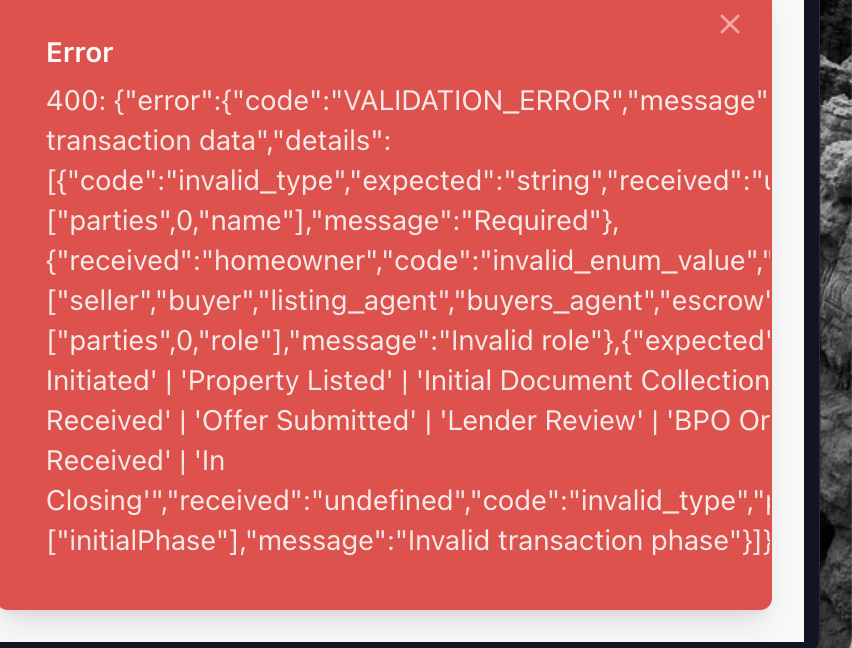 Error
400: {"error":{"code":"VALIDATION_ERROR","message"
transaction data","details":
[{"code":"invalid_type","expected":"string","received":"u
["parties",0,"name"],"message":"Required"},
{"received":"homeowner","code":"invalid_enum_value","
["seller","buyer","listing_agent","buyers_agent","escrow"
["parties",0,"role"],"message":"Invalid role"},{"expected"
Initiated' | 'Property Listed' | 'Initial Document Collection
Received' | 'Offer Submitted' | 'Lender Review' | 'BPO Or
Received' | 'In
Closing'","received":"undefined","code":"invalid_type","p
["initialPhase"],"message":"Invalid transaction phase"}]}